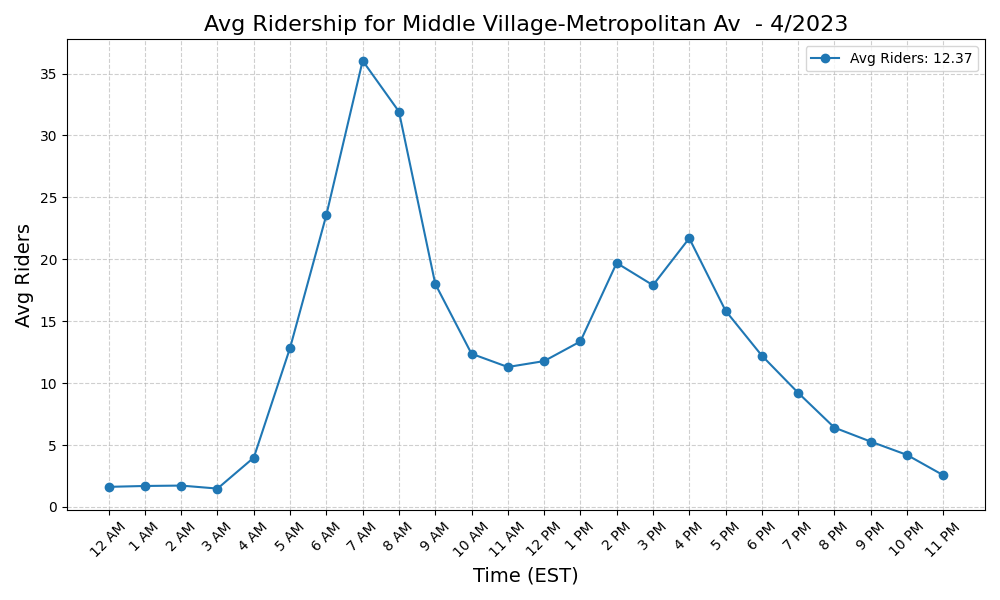 Avg Ridership for Middle Village-Metropolitan Av  - 4/2023
Avg Riders: 12.37
Avg Riders
35
30
25
20
15
10
5
0
12 AM
1 AM
2 AM
3 AM
4 AM
5 AM
6 AM
7 AM
8 AM
9 AM
10 AM
11 AM
12 PM
1 PM
2 PM
3 PM
4 PM
5 PM
6 PM
7 PM
8 PM
9 PM
10 PM
11 PM
Time (EST)